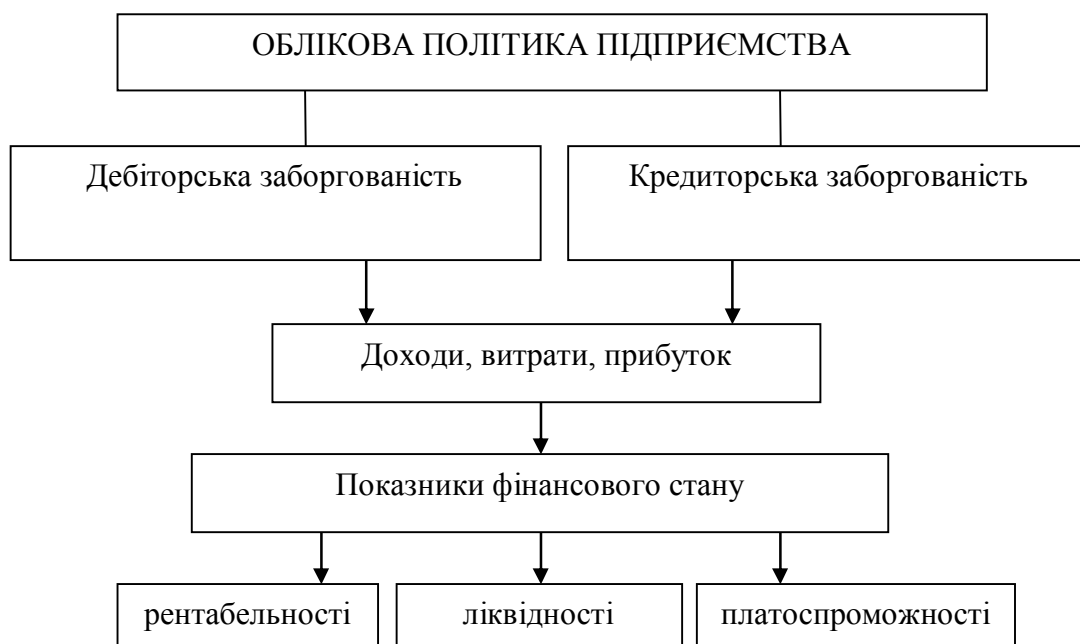 ОБЛІКОВА ПОЛІТИКА ПІДПРИЄМСТВА
Дебіторська заборгованість
Кредиторська заборгованість
Доходи, витрати, прибуток
Показники фінансового стану
рентабельності
ліквідності
платоспроможності